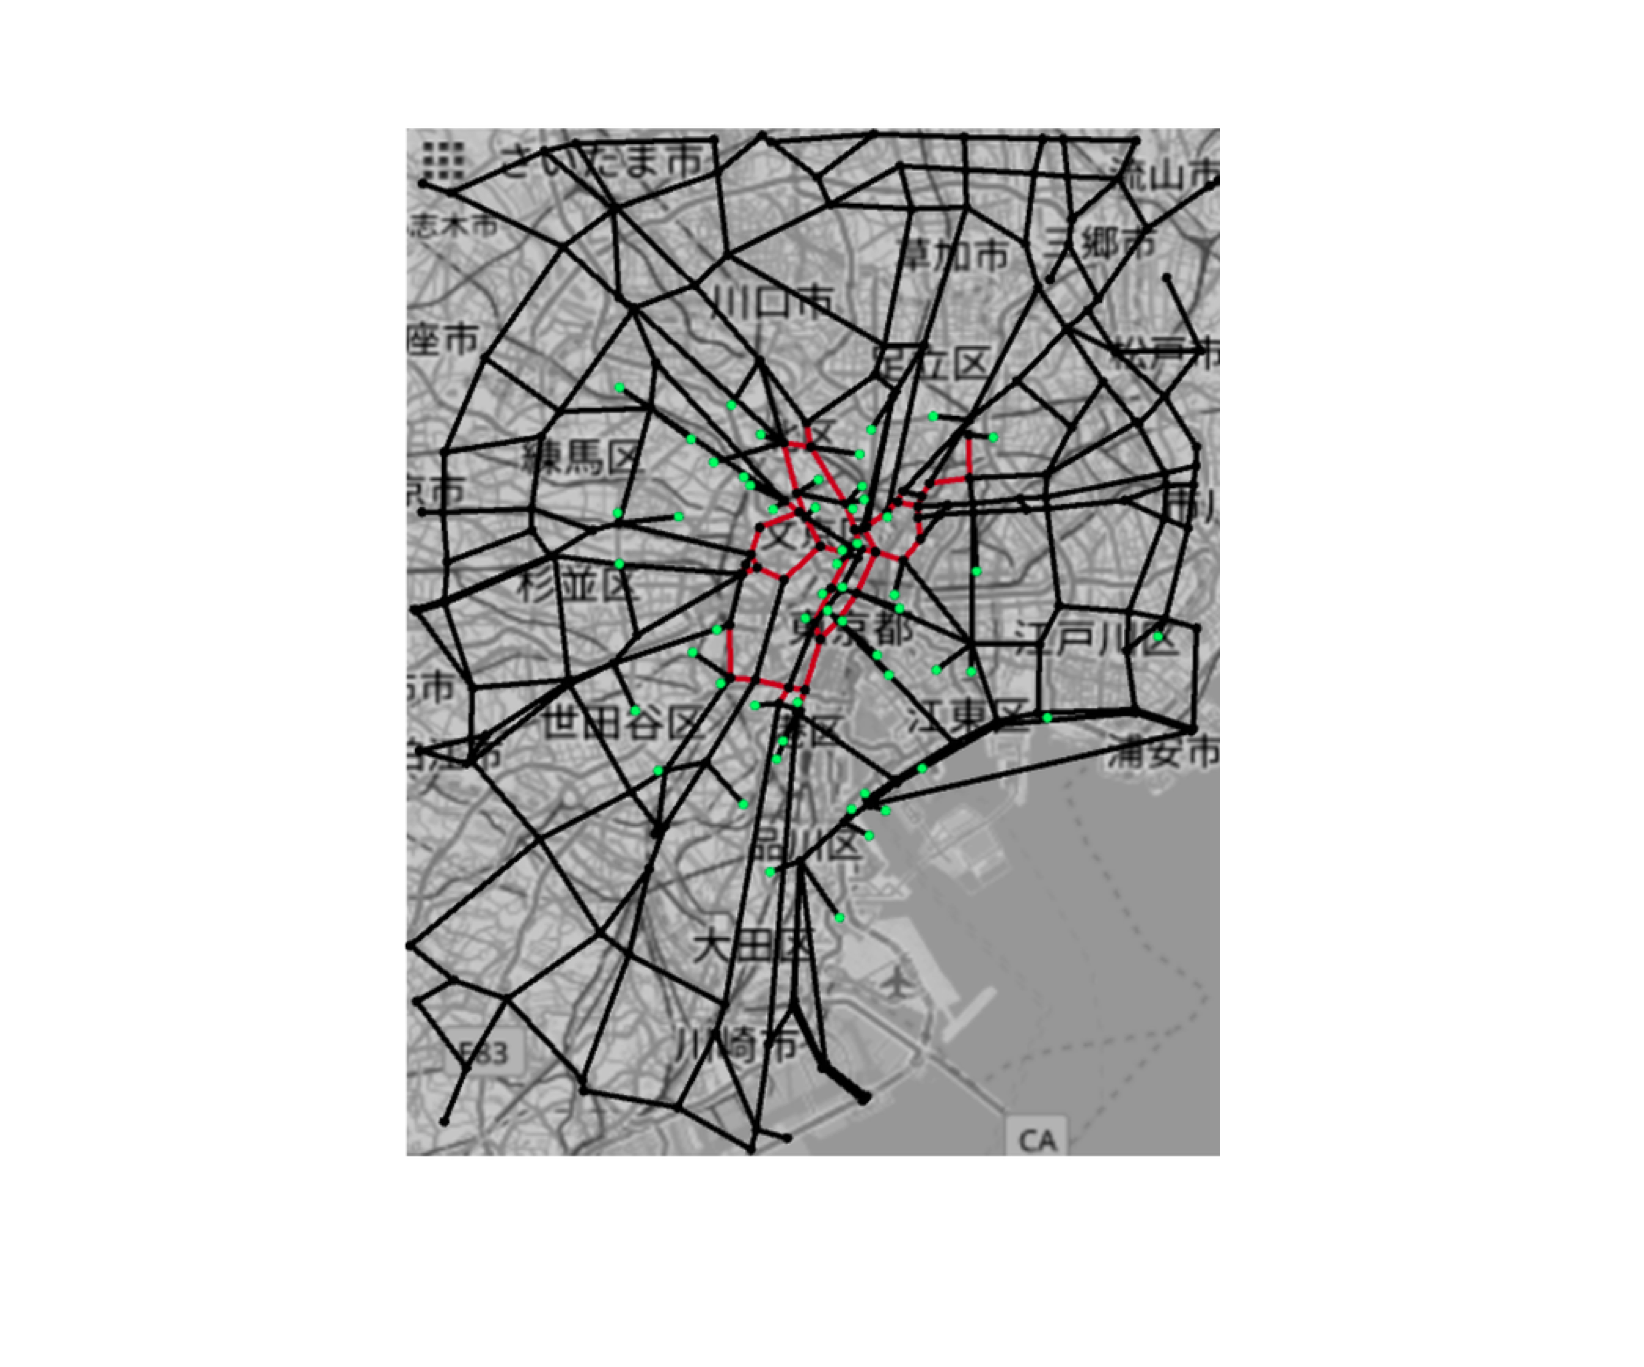 さいたま市
流山市
志木市
草加市
三郷市
川口市
座市
足立区
松戸市
北区
練馬区
京市
市川
文京区
杉並区
東京都
江戸川区
市
世田谷区
江東区
港区
狛江市
浦安市
品川区
大田区
川崎市
E83
CA